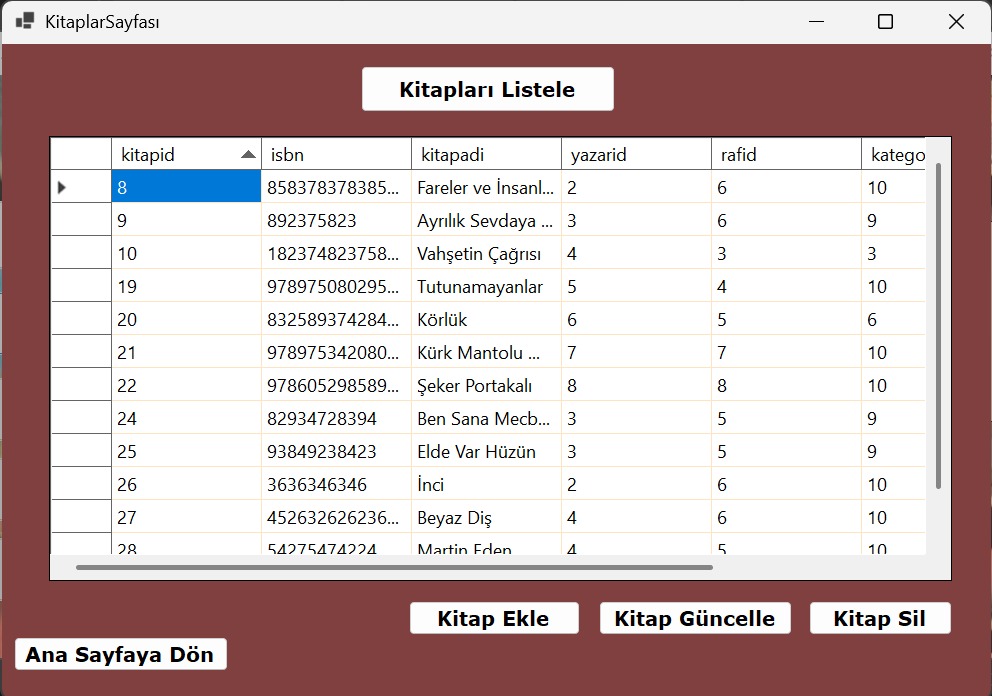 KitaplarSayfası
Kitapları Listele
kitapid isbn kitapadi yazarid rafid katego
8 858378378385... Fareler ve İnsanl... 2 6 10
9 892375823 Ayrılık Sevdaya ... 3 6 9
10 182374823758... Vahşetin Çağrısı 4 3 3
19 978975080295... Tutunamayanlar 5 4 10
20 832589374284... Körlük 6 5 6
21 978975342080... Kürk Mantolu ... 7 7 10
22 978605298589... Şeker Portakalı 8 8 10
24 82934728394 Ben Sana Mecb... 3 5 9
25 93849238423 Elde Var Hüzün 3 5 9
26 3636346346 İnci 2 6 10
27 452632626236... Beyaz Diş 4 6 10
28 54275474224 Martin Eden 4 5 10
Kitap Ekle Kitap Güncelle Kitap Sil
Ana Sayfaya Dön